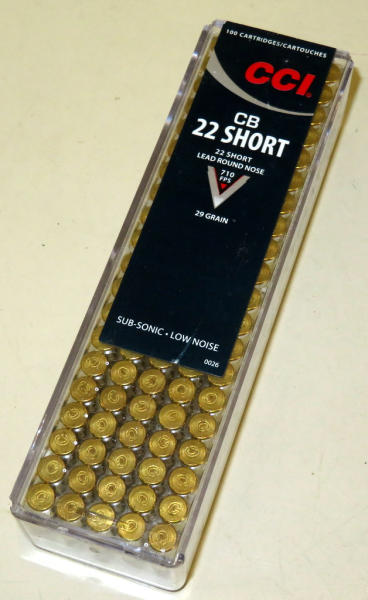 100 CARTRIDGES/CARTOUCHES
CCI.
CB
22 SHORT
22 SHORT
LEAD ROUND NOSE
710
FPS
29 GRAIN
SUB-SONIC • LOW NOISE
0026